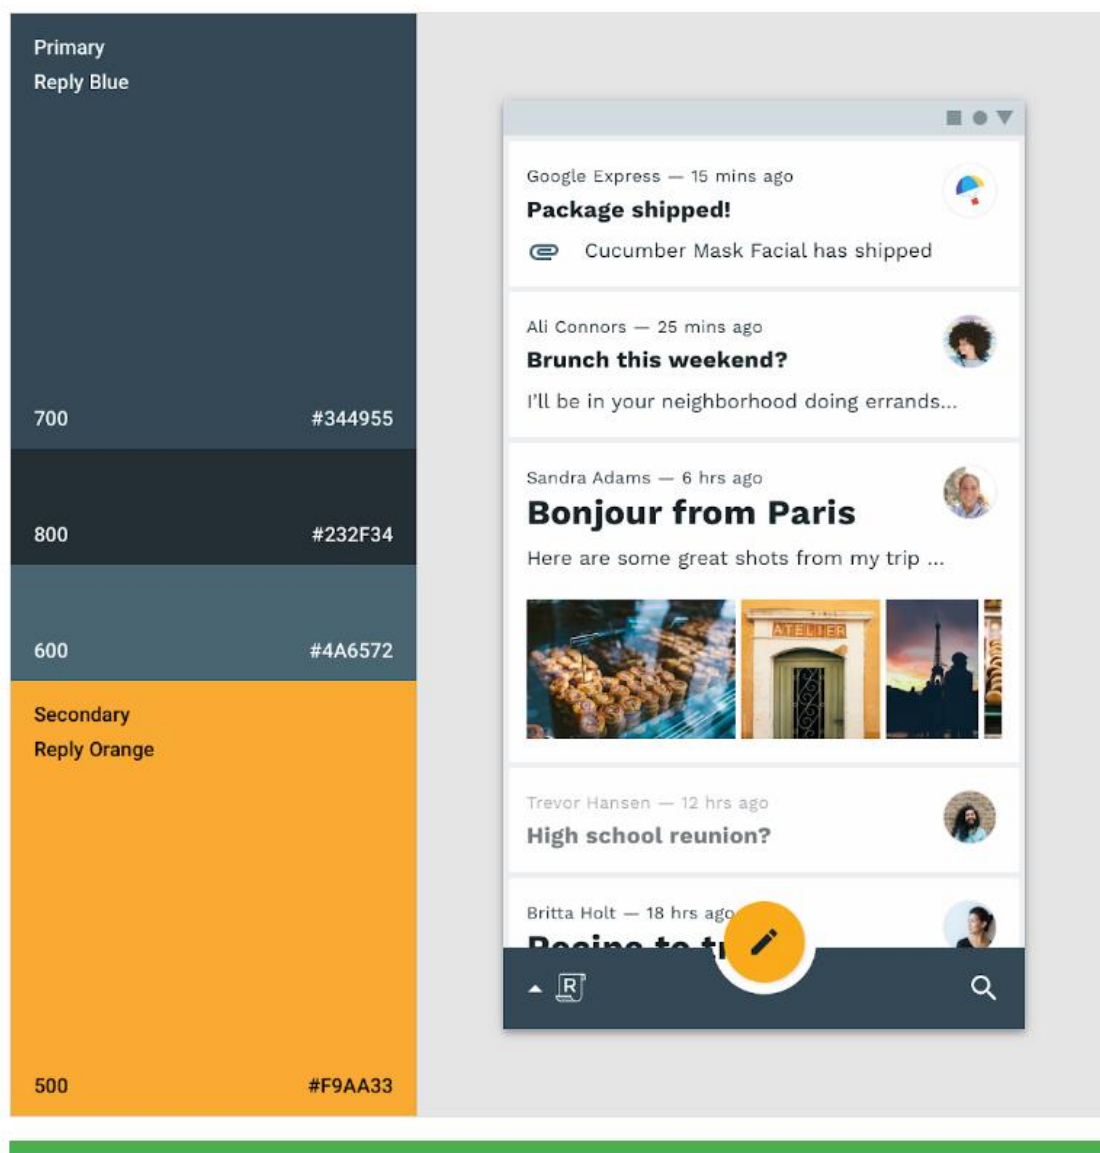 Primary
Reply Blue
700 #344955
800 #232F34
600 #4A6572
Secondary
Reply Orange
500 #F9AA33
Google Express — 15 mins ago
Package shipped!
Cucumber Mask Facial has shipped
Ali Connors — 25 mins ago
Brunch this weekend?
I'll be in your neighborhood doing errands...
Sandra Adams — 6 hrs ago
Bonjour from Paris
Here are some great shots from my trip ...
ATELIER
Trevor Hansen — 12 hrs ago
High school reunion?
Britta Holt — 18 hrs ago
Recipe to tr
R